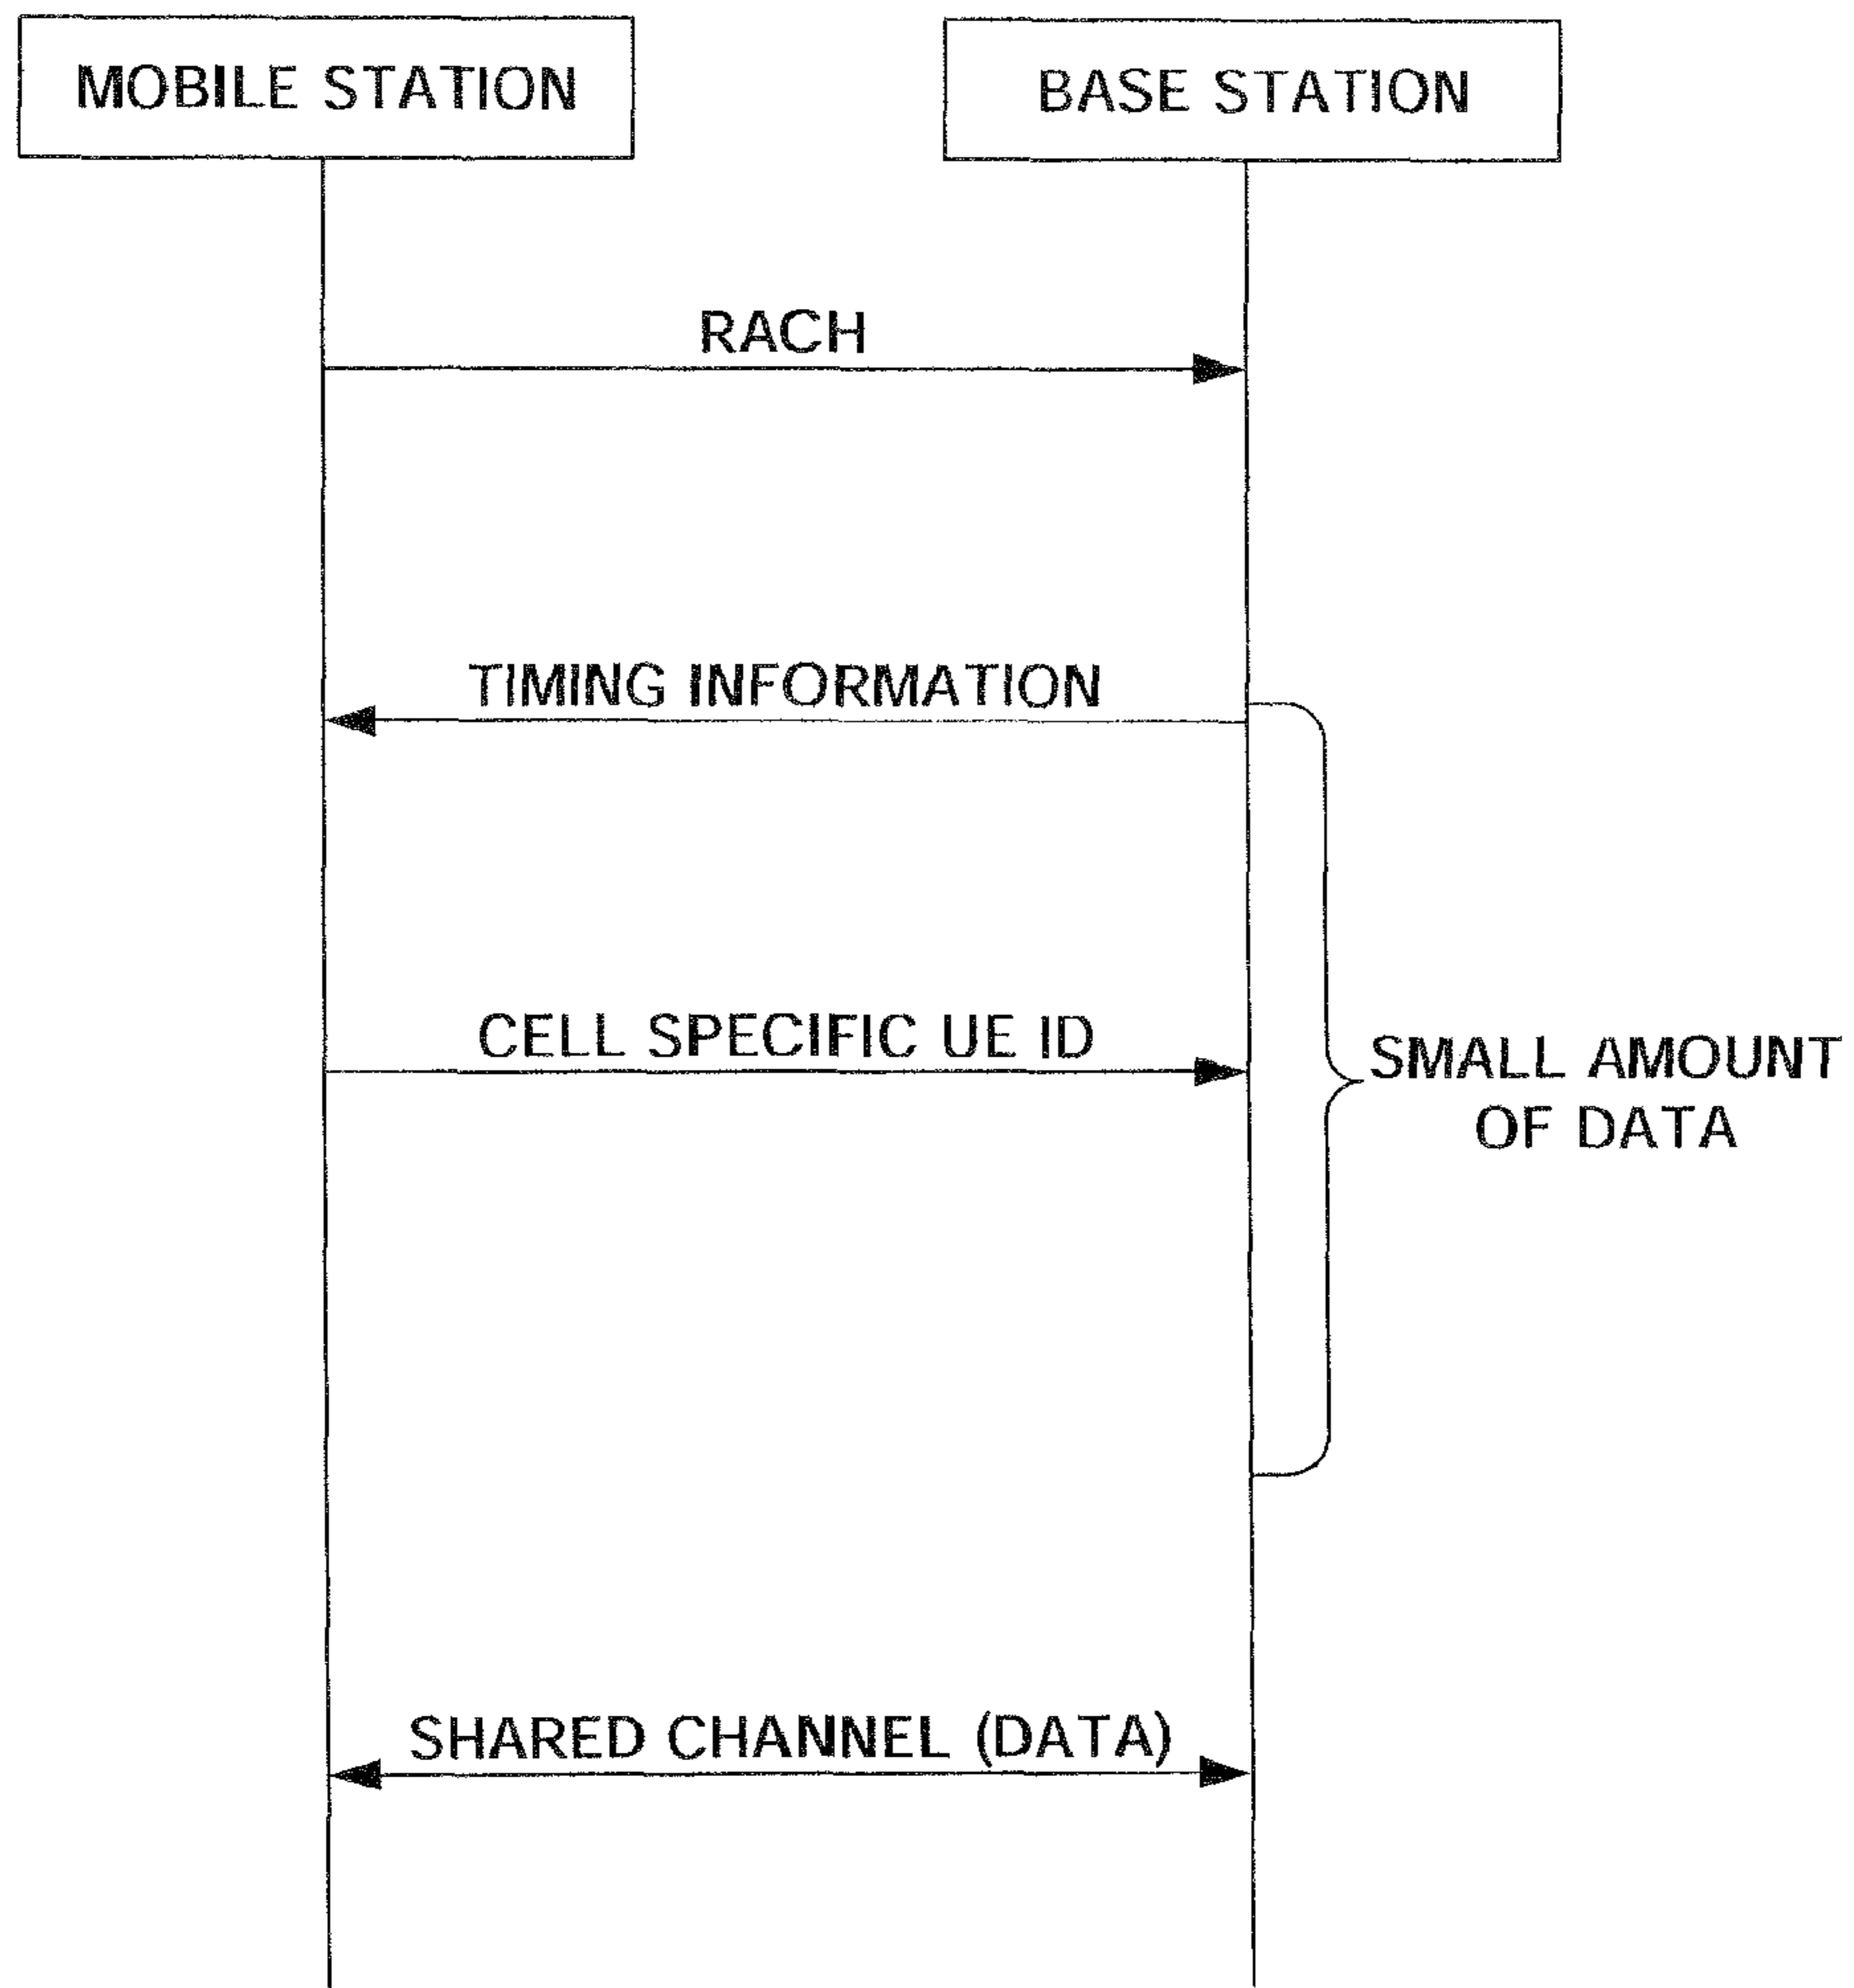 MOBILE STATION
BASE STATION
RACH
TIMING INFORMATION
CELL SPECIFIC UE ID
SMALL AMOUNT
OF DATA
SHARED CHANNEL (DATA)